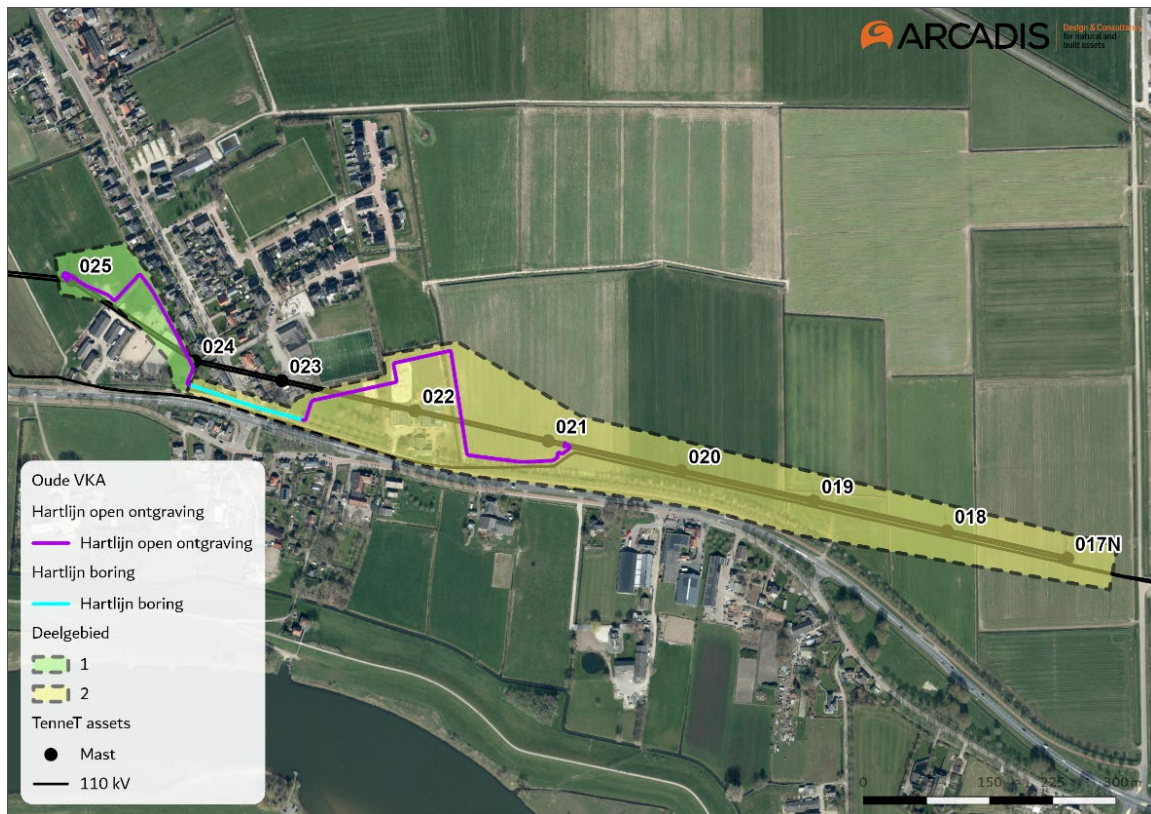 ARCADIS
Design & Consultancy
for natural and
built assets
025
024
023
022
021
020
019
018
017N
Oude VKA
Hartlijn open ontgraving
Hartlijn open ontgraving
Hartlijn boring
Hartlijn boring
Deelgebied
1
2
TenneT assets
Mast
110 kV
0 75 150 225 300 m